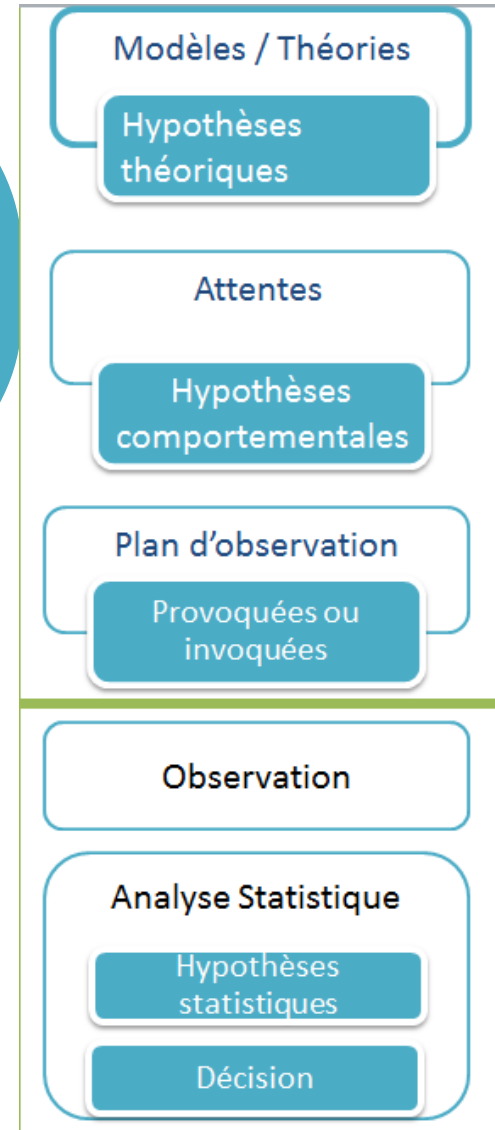 Modèles / Théories
Hypothèses
théoriques
Attentes
Hypothèses
comportementales
Plan d’observation
Provoquées ou
invoquées
Observation
Analyse Statistique
Hypothèses
statistiques
Décision